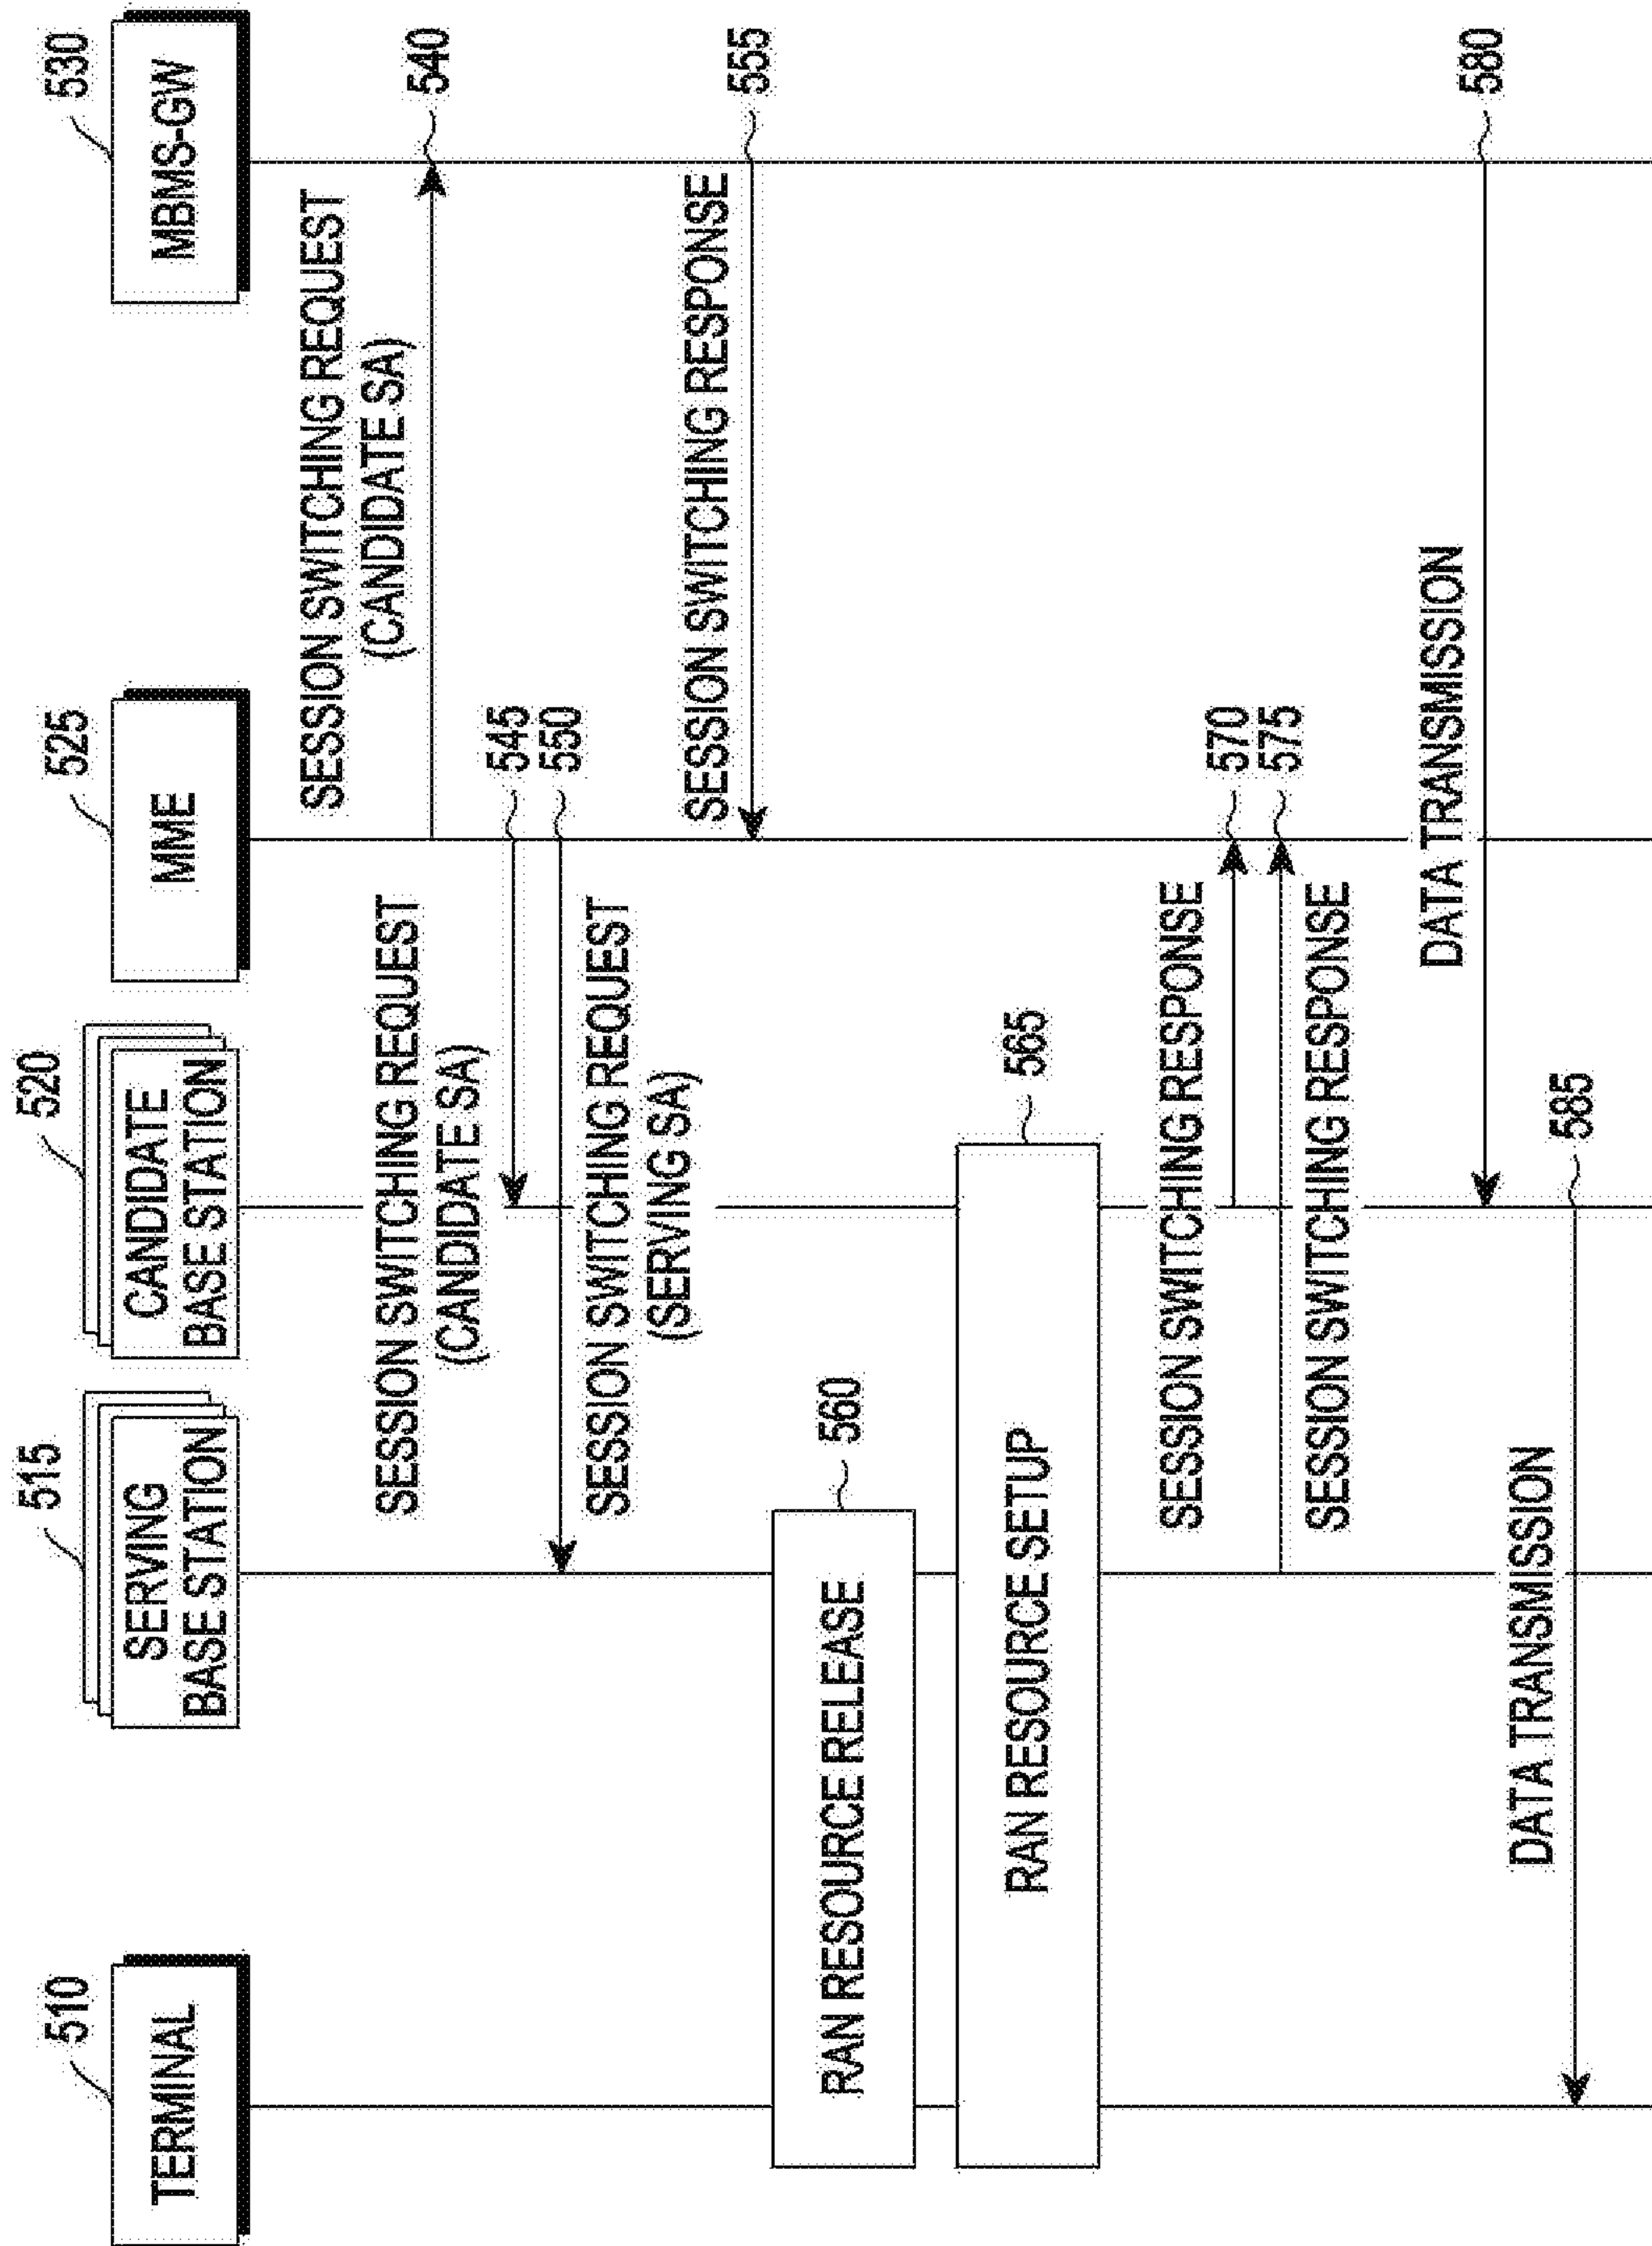 510
515
520
525
530
TERMINAL
SERVING
BASE STATION
CANDIDATE
BASE STATION
MME
MBMS-GW
SESSION SWITCHING REQUEST
(CANDIDATE SA)
540
SESSION SWITCHING REQUEST
(CANDIDATE SA)
545
550
SESSION SWITCHING REQUEST
(SERVING SA)
SESSION SWITCHING RESPONSE
555
RAN RESOURCE RELEASE
560
RAN RESOURCE SETUP
565
SESSION SWITCHING RESPONSE
570
575
SESSION SWITCHING RESPONSE
DATA TRANSMISSION
580
DATA TRANSMISSION
585